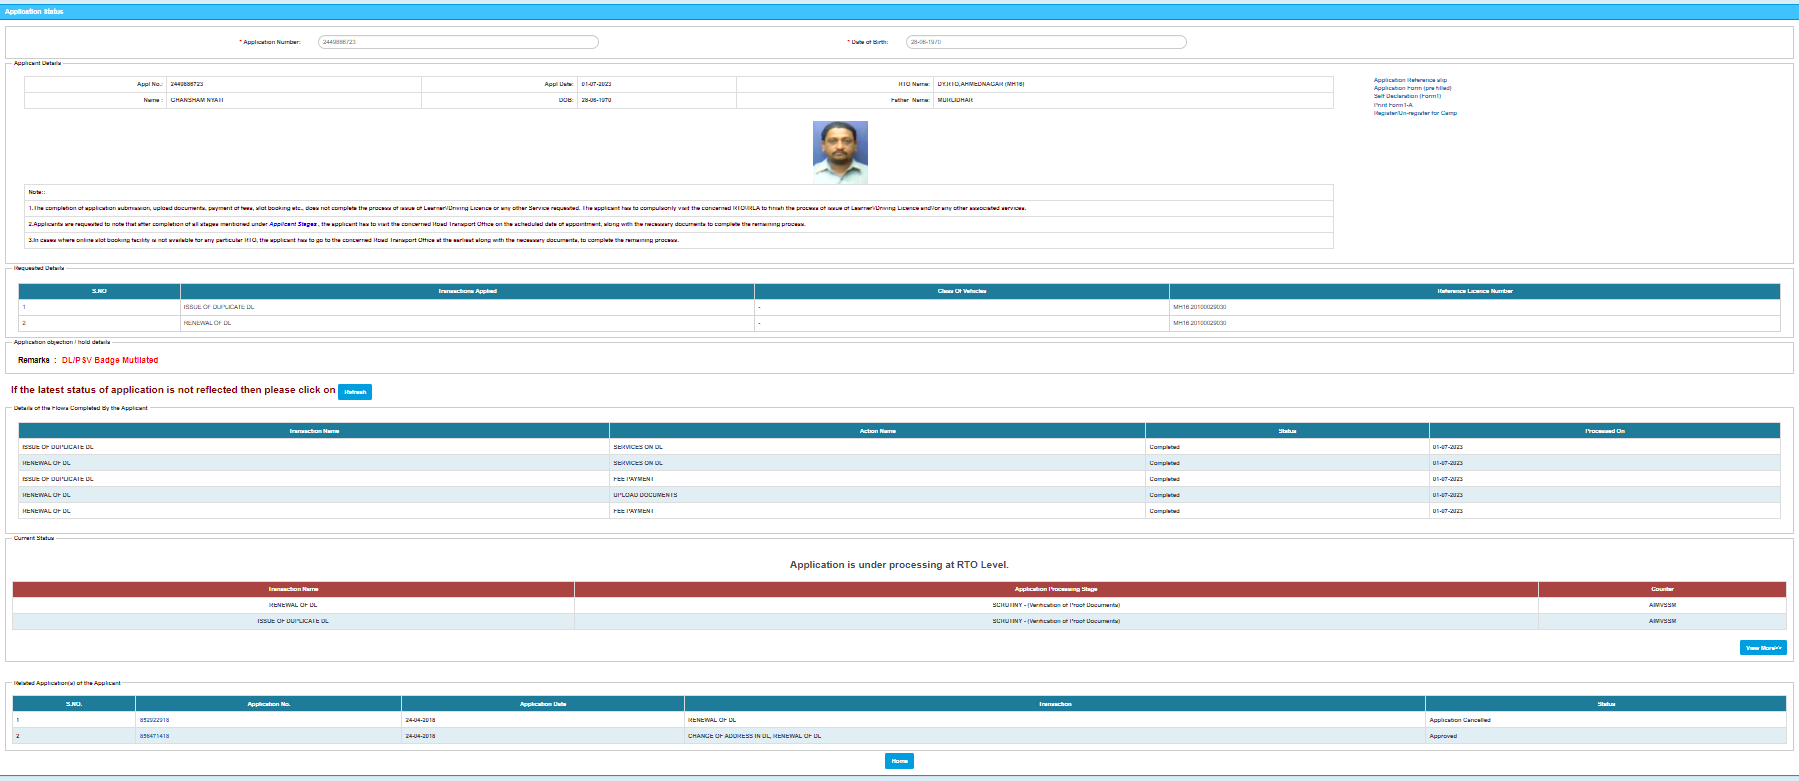 Application Status
* Application Number: 2449886723 * Date of Birth: 28-06-1970
Applicant Details
Appl No.: 2449886723 Appl Date: 01-07-2023 RTO Name: DY.RTO,AHMEDNAGAR (MH16)
Name : GHANSHAM NYATI DOB: 28-06-1970 Father Name: MURLIDHAR
Application Reference slip
Application Form (pre filled)
Self Declaration (Form1)
Print Form1-A
Register/Un-register for Camp
Note::
1.The completion of application submission, upload documents, payment of fees, slot booking etc., does not complete the process of issue of Learner/Driving Licence or any other Service requested. The applicant has to compulsorily visit the concerned RTO/RLA to finish the process of issue of Learner/Driving Licence and/or any other associated services.
2.Applicants are requested to note that after completion of all stages mentioned under Applicant Stages , the applicant has to visit the concerned Road Transport Office on the scheduled date of appointment, along with the necessary documents to complete the remaining process.
3.In cases where online slot booking facility is not available for any particular RTO, the applicant has to go to the concerned Road Transport Office at the earliest along with the necessary documents, to complete the remaining process.
Requested Details
S.NO Transactions Applied Class Of Vehicles Reference Licence Number
1 ISSUE OF DUPLICATE DL - MH16 20100029030
2 RENEWAL OF DL - MH16 20100029030
Application objection / hold details
Remarks : DL/PSV Badge Mutilated
If the latest status of application is not reflected then please click on Refresh
Details of the Flows Completed By the Applicant
Transaction Name Action Name Status Processed On
ISSUE OF DUPLICATE DL SERVICES ON DL Completed 01-07-2023
RENEWAL OF DL SERVICES ON DL Completed 01-07-2023
ISSUE OF DUPLICATE DL FEE PAYMENT Completed 01-07-2023
RENEWAL OF DL UPLOAD DOCUMENTS Completed 01-07-2023
RENEWAL OF DL FEE PAYMENT Completed 01-07-2023
Current Status
Application is under processing at RTO Level.
Transaction Name Application Processing Stage Counter
RENEWAL OF DL SCRUTINY - (Verification of Proof Documents) AIMVSSM
ISSUE OF DUPLICATE DL SCRUTINY - (Verification of Proof Documents) AIMVSSM
View More>>
Related Application(s) of the Applicant
S.NO. Application No. Application Date Transaction Status
1 852922918 24-04-2018 RENEWAL OF DL Application Cancelled
2 856471418 24-04-2018 CHANGE OF ADDRESS IN DL, RENEWAL OF DL Approved
Home